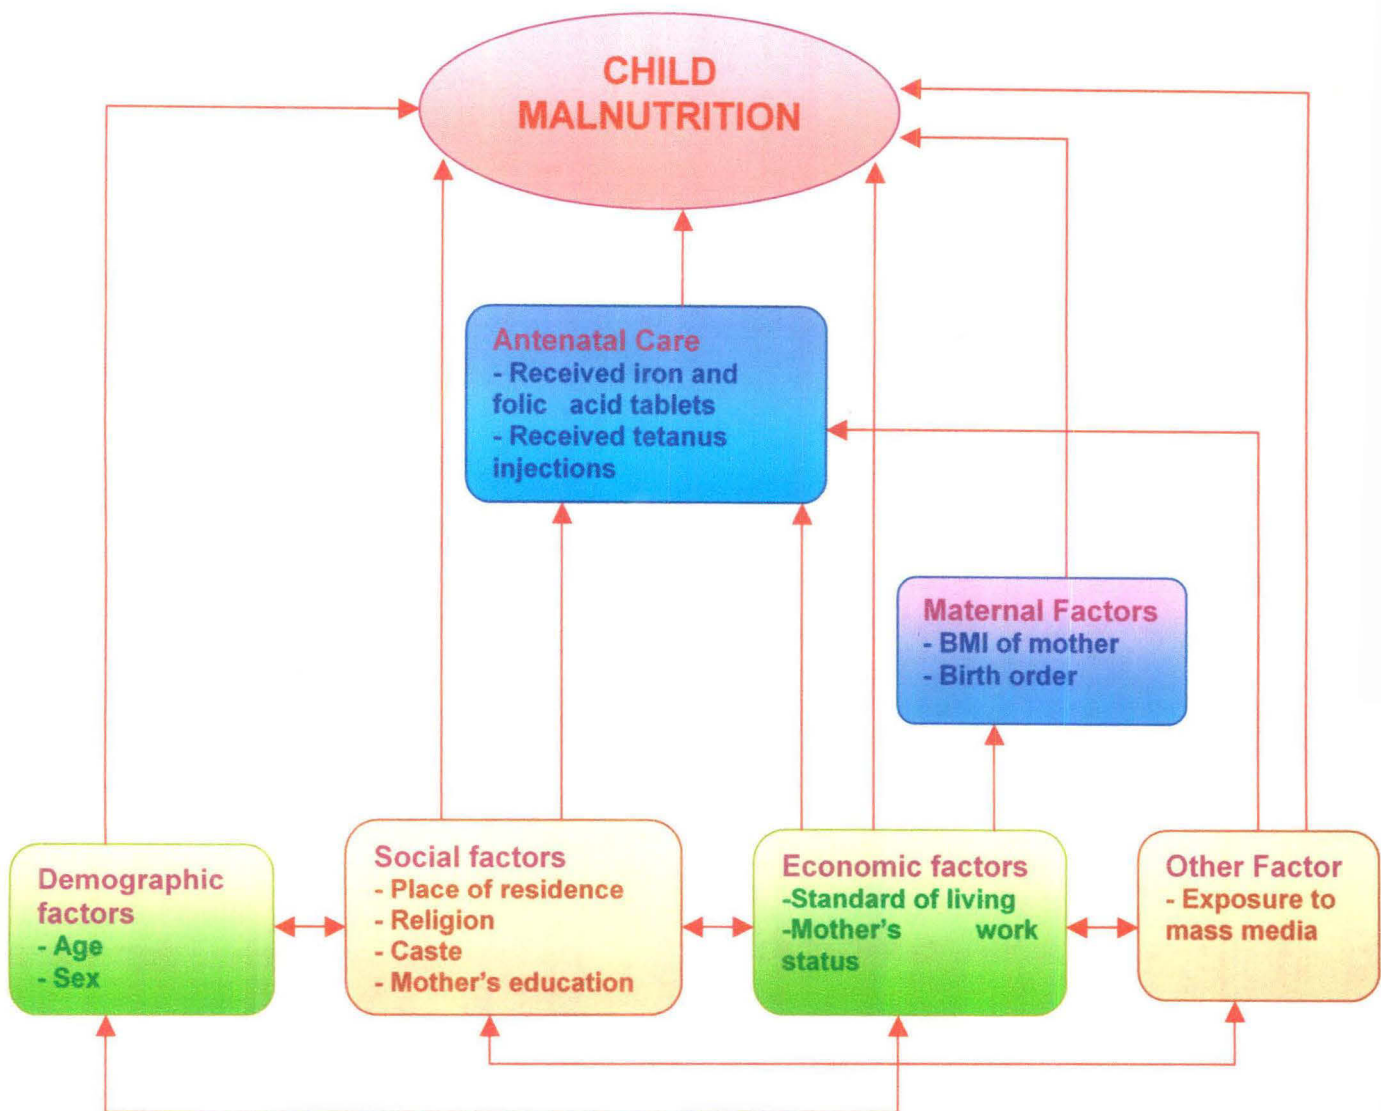 CHILD
MALNUTRITION
Antenatal Care
- Received iron and
folic acid tablets
- Received tetanus
injections
Maternal Factors
- BMI of mother
- Birth order
Demographic
factors
- Age
- Sex
Social factors
- Place of residence
- Religion
- Caste
- Mother's education
Economic factors
-Standard of living
-Mother's work
status
Other Factor
- Exposure to
mass media